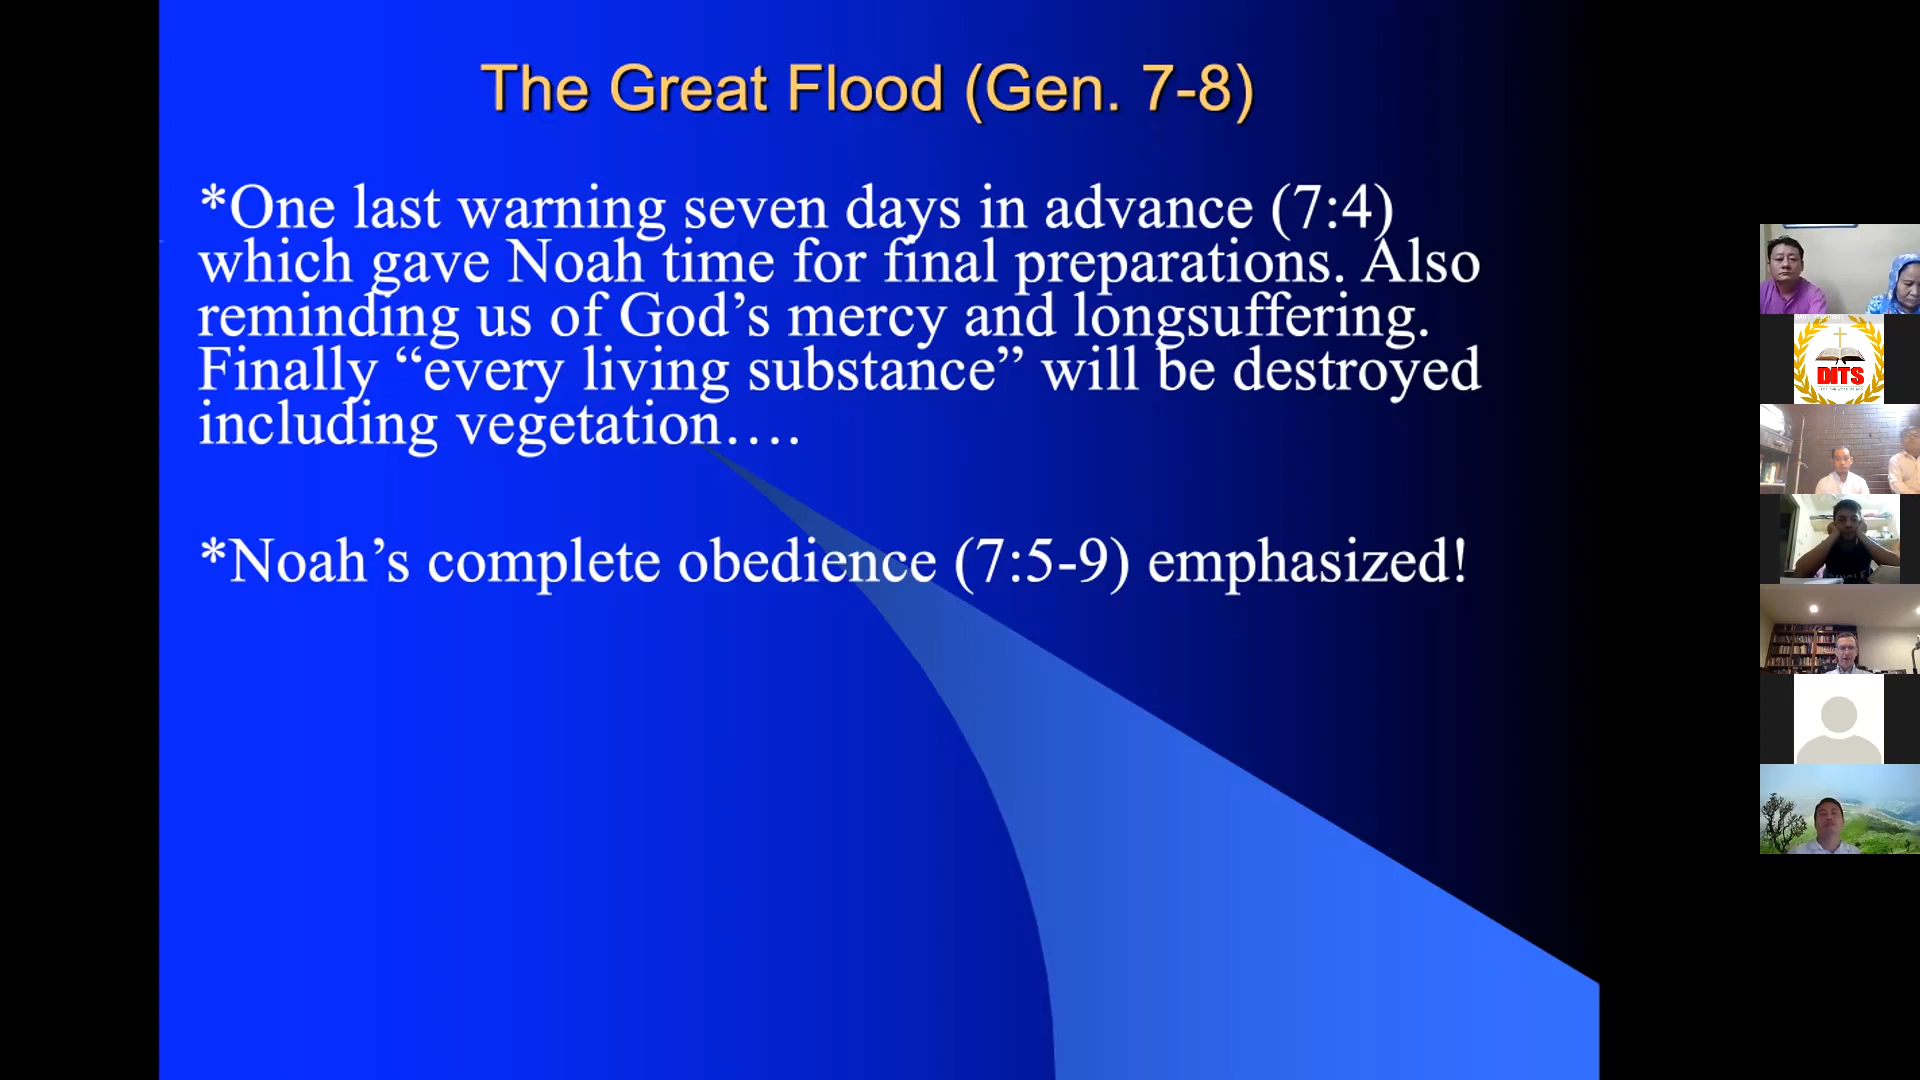 The Great Flood (Gen. 7-8)
*One last warning seven days in advance (7:4)
which gave Noah time for final preparations. Also
reminding us of God’s mercy and longsuffering.
Finally “every living substance” will be destroyed
including vegetation….
*Noah’s complete obedience (7:5-9) emphasized!
DITS